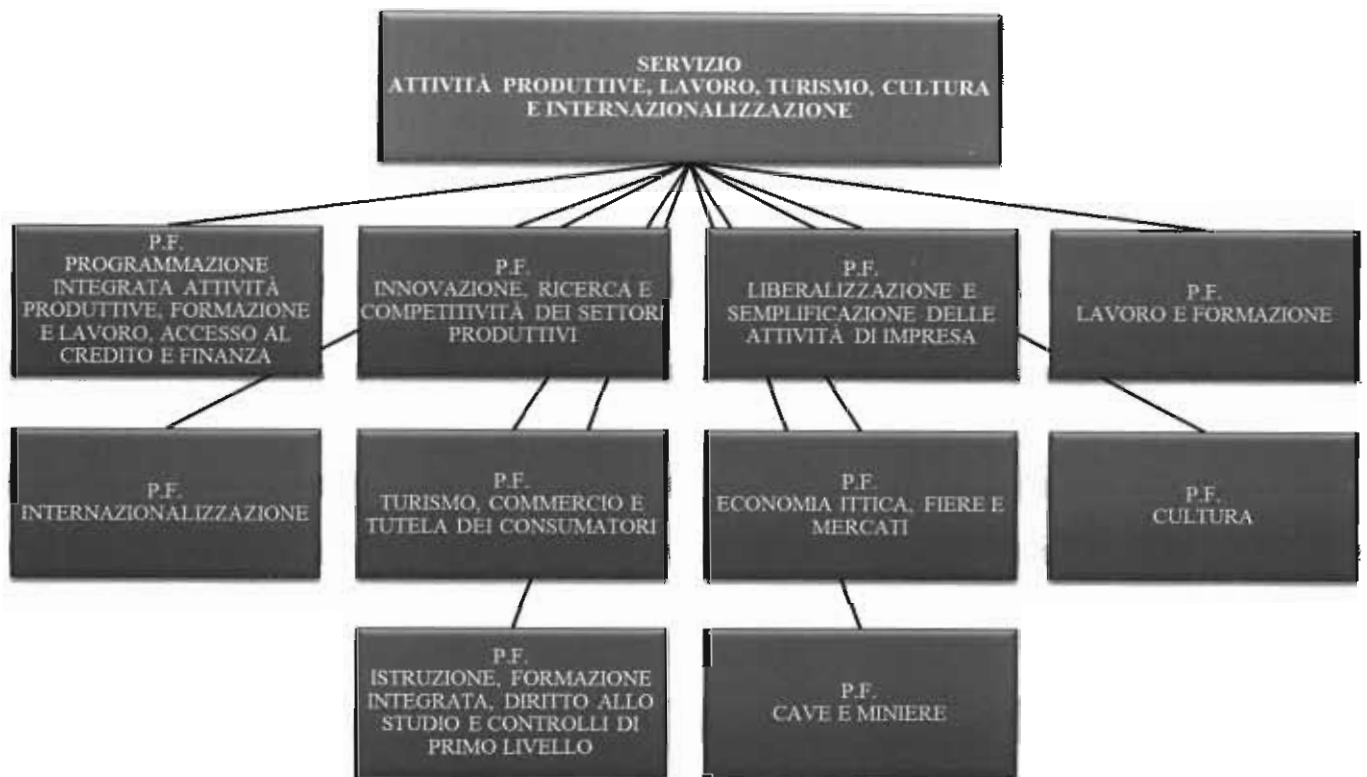 SERVIZIO
ATTIVITÀ PRODUTTIVE, LAVORO, TURISMO, CULTURA
E INTERNAZIONALIZZAZIONE
P.F.
PROGRAMMAZIONE
INTEGRATA ATTIVITÀ
PRODUTTIVE, FORMAZIONE
E LAVORO, ACCESSO AL
CREDITO E FINANZA
P.F.
INNOVAZIONE, RICERCA E
COMPETITIVITÀ DEI SETTORI
PRODUTTIVI
P.F.
LIBERALIZZAZIONE E
SEMPLIFICAZIONE DELLE
ATTIVITÀ DI IMPRESA
P.F.
LAVORO E FORMAZIONE
P.F.
INTERNAZIONALIZZAZIONE
P.F.
TURISMO, COMMERCIO E
TUTELA DEI CONSUMATORI
P.F.
ECONOMIA ITTICA, FIERE E
MERCATI
P.F.
CULTURA
P.F.
ISTRUZIONE, FORMAZIONE
INTEGRATA, DIRITTO ALLO
STUDIO E CONTROLLI DI
PRIMO LIVELLO
P.F.
CAVE E MINIERE